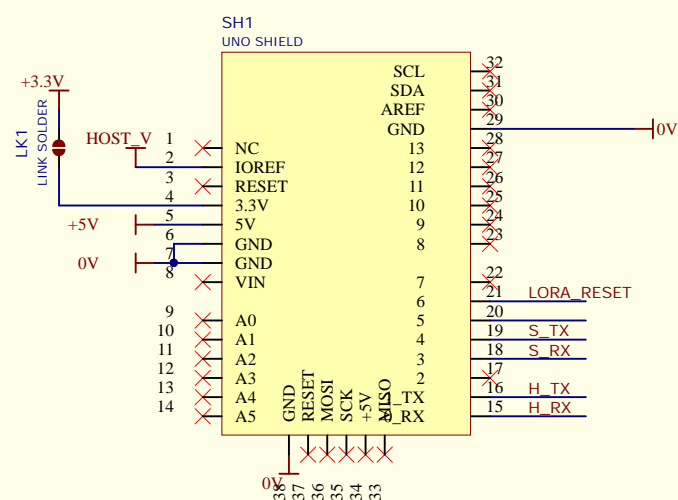 SH1
UNO SHIELD
+3.3V
LK1
LINK SOLDER
HOST_V
+5V
0V
1 NC
2 IOREF
3 RESET
4 3.3V
5 5V
6 GND
7 GND
8 VIN
9 A0
10 A1
11 A2
12 A3
13 A4
14 A5
SCL 32
SDA 31
AREF 30
GND 29 0V
13 28
12 27
11 26
10 25
9 24
8 23
7 22
6 21 LORA_RESET
5 20
4 19 S_TX
3 18 S_RX
2 17
_TX 16 H_TX
_RX 15 H_RX
GND
RESET
MOSI
SCK
+5V
MISO
0V
38
37
36
35
34
33